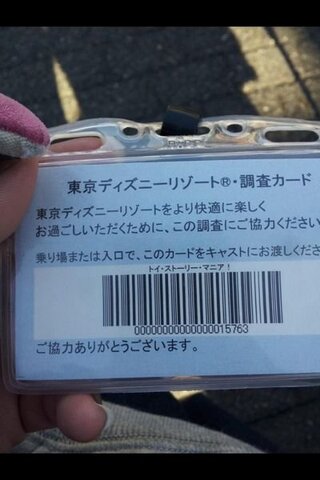 東京ディズニーリゾート®・調査カード
東京ディズニーリゾートをより快適に楽しく
お過ごしいただくために、この調査にご協力ください
乗り場または入口で、このカードをキャストにお渡しくださ
トイ・ストーリー・マニア!
00000000000000015763
ご協力ありがとうございます。